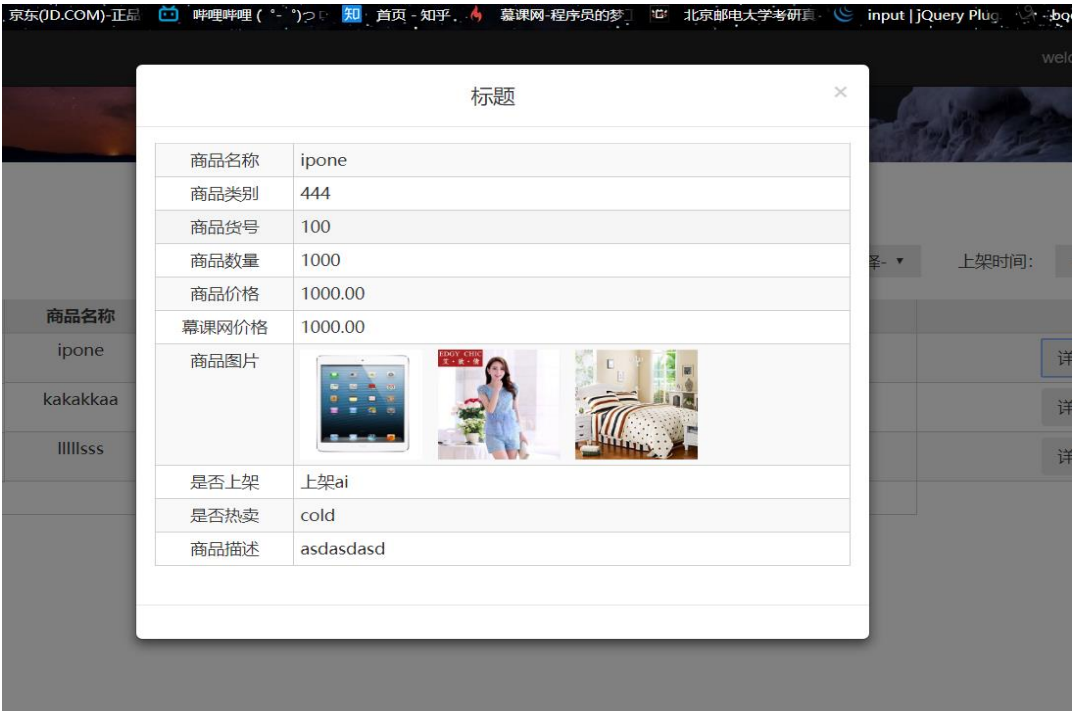 京东(JD.COM)-正品 哔哩哔哩 ( ゜- ゜)つ 知 首页 - 知乎 慕课网-程序员的梦 北京邮电大学考研真 input | jQuery Plug
标题 ×
商品名称 ipone
商品类别 444
商品货号 100
商品数量 1000
商品价格 1000.00
幕课网价格 1000.00
商品图片
EDGY CHIC
艾·敢·奇
是否上架 上架ai
是否热卖 cold
商品描述 asdasdasd
上架时间:
商品名称
ipone 详
kakakkaa 详
lllllsss 详